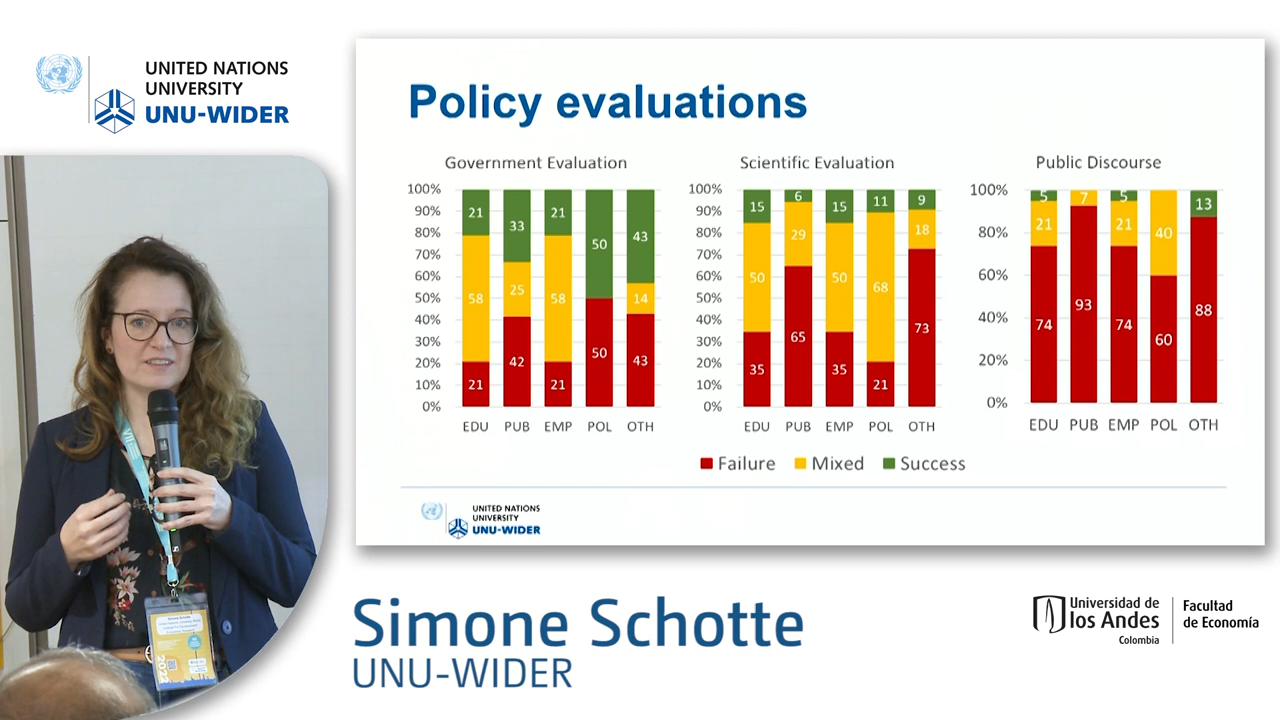 UNITED NATIONS
UNIVERSITY
UNU-WIDER
Policy evaluations
Government Evaluation
100%
90%
80%
70%
60%
50%
40%
30%
20%
10%
0%
21 33 21 50 43
58 25 58 14
21 42 21 50 43
EDU PUB EMP POL OTH
Scientific Evaluation
100%
90%
80%
70%
60%
50%
40%
30%
20%
10%
0%
15 6 15 11 9
50 29 50 68 18
35 65 35 21 73
EDU PUB EMP POL OTH
Public Discourse
100%
80%
60%
40%
20%
0%
5 7 5 13
21 21 40
74 93 74 60 88
EDU PUB EMP POL OTH
Failure Mixed Success
UNITED NATIONS
UNIVERSITY
UNU-WIDER
Simone Schotte
UNU-WIDER
Universidad de
los Andes
Colombia
Facultad
de Economía